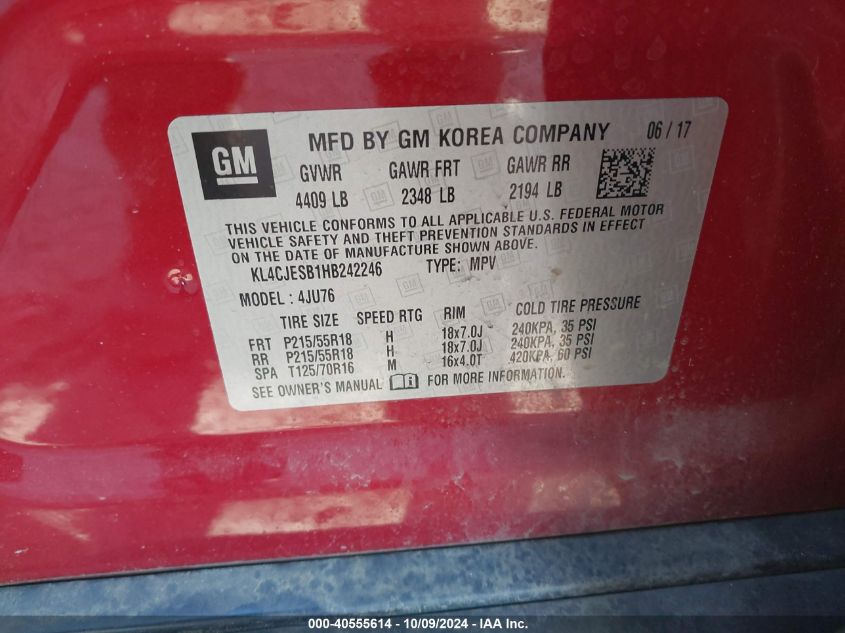 GM
MFD BY GM KOREA COMPANY 06 / 17
GVWR GAWR FRT GAWR RR
4409 LB 2348 LB 2194 LB
THIS VEHICLE CONFORMS TO ALL APPLICABLE U.S. FEDERAL MOTOR
VEHICLE SAFETY AND THEFT PREVENTION STANDARDS IN EFFECT
ON THE DATE OF MANUFACTURE SHOWN ABOVE.
KL4CJESB1HB242246 TYPE: MPV
MODEL : 4JU76
TIRE SIZE SPEED RTG RIM COLD TIRE PRESSURE
FRT P215/55R18 H 18x7.0J 240KPA, 35 PSI
RR P215/55R18 H 18x7.0J 240KPA, 35 PSI
SPA T125/70R16 M 16x4.0T 420KPA, 60 PSI
SEE OWNER'S MANUAL FOR MORE INFORMATION.
000-40555614 - 10/09/2024 - IAAI Inc.